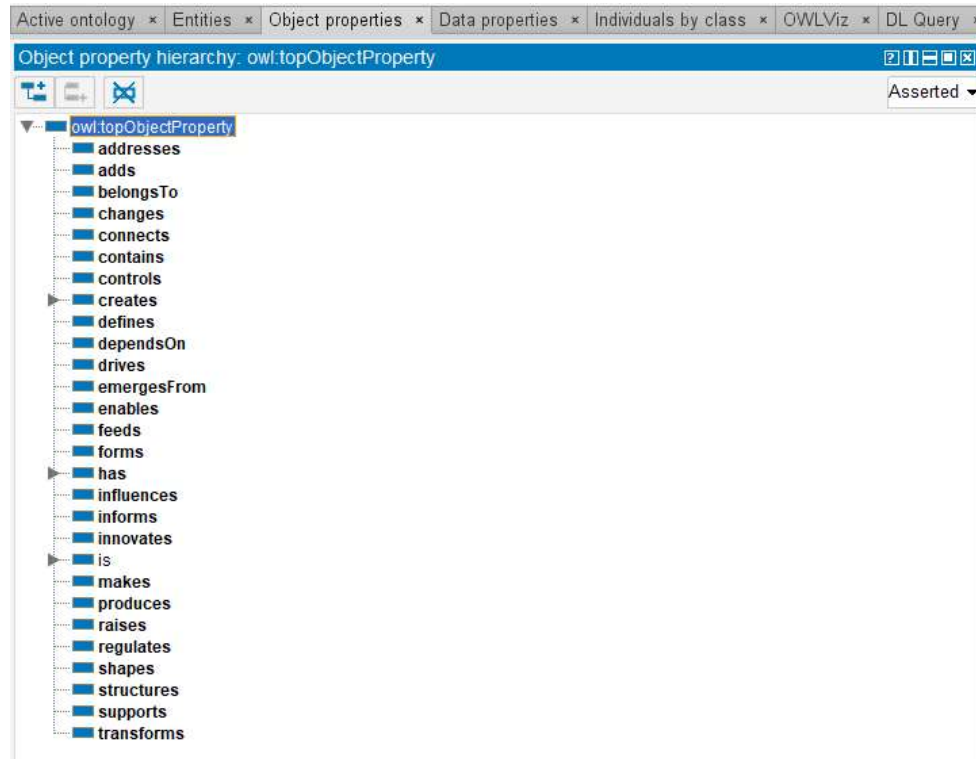 Active ontology × Entities × Object properties × Data properties × Individuals by class × OWLViz × DL Query ×
Object property hierarchy: owl:topObjectProperty
Asserted
owl:topObjectProperty
addresses
adds
belongsTo
changes
connects
contains
controls
creates
defines
dependsOn
drives
emergesFrom
enables
feeds
forms
has
influences
informs
innovates
is
makes
produces
raises
regulates
shapes
structures
supports
transforms